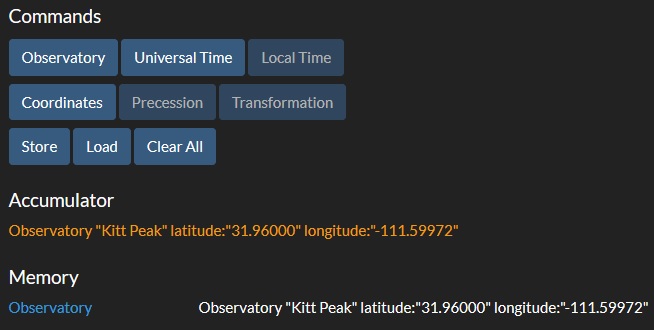 Commands
Observatory Universal Time Local Time
Coordinates Precession Transformation
Store Load Clear All
Accumulator
Observatory "Kitt Peak" latitude:"31.96000" longitude:"-111.59972"
Memory
Observatory Observatory "Kitt Peak" latitude:"31.96000" longitude:"-111.59972"